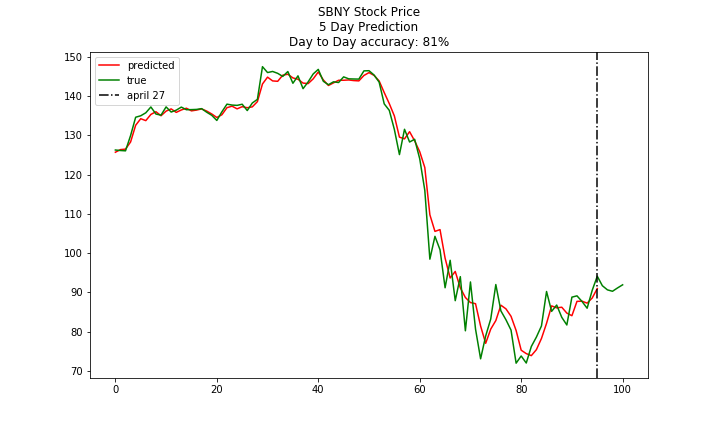 SBNY Stock Price
5 Day Prediction
Day to Day accuracy: 81%
predicted
true
april 27
150
140
130
120
110
100
90
80
70
0
20
40
60
80
100